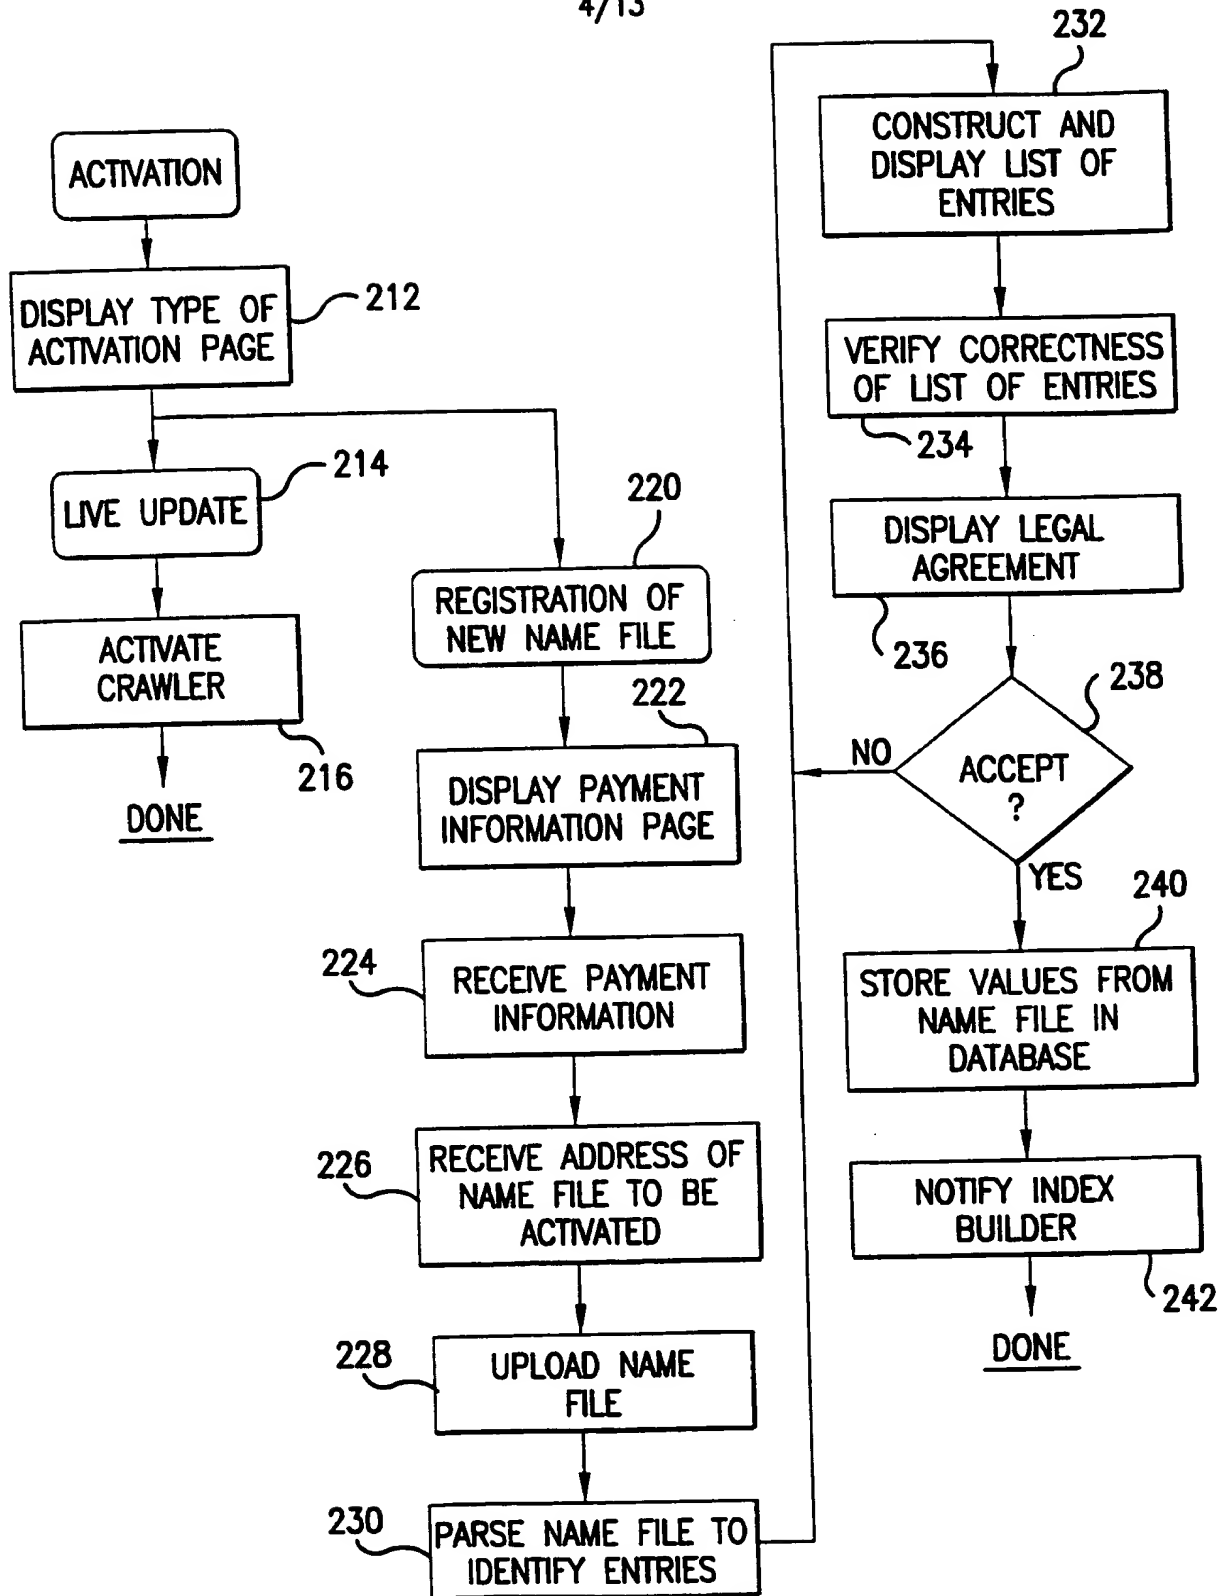 4/13
ACTIVATION
DISPLAY TYPE OF
ACTIVATION PAGE
212
LIVE UPDATE
214
ACTIVATE
CRAWLER
216
DONE
220
REGISTRATION OF
NEW NAME FILE
222
DISPLAY PAYMENT
INFORMATION PAGE
224
RECEIVE PAYMENT
INFORMATION
226
RECEIVE ADDRESS OF
NAME FILE TO BE
ACTIVATED
228
UPLOAD NAME
FILE
230
PARSE NAME FILE TO
IDENTIFY ENTRIES
232
CONSTRUCT AND
DISPLAY LIST OF
ENTRIES
VERIFY CORRECTNESS
OF LIST OF ENTRIES
234
DISPLAY LEGAL
AGREEMENT
236
238
NO
ACCEPT
?
YES
240
STORE VALUES FROM
NAME FILE IN
DATABASE
NOTIFY INDEX
BUILDER
242
DONE